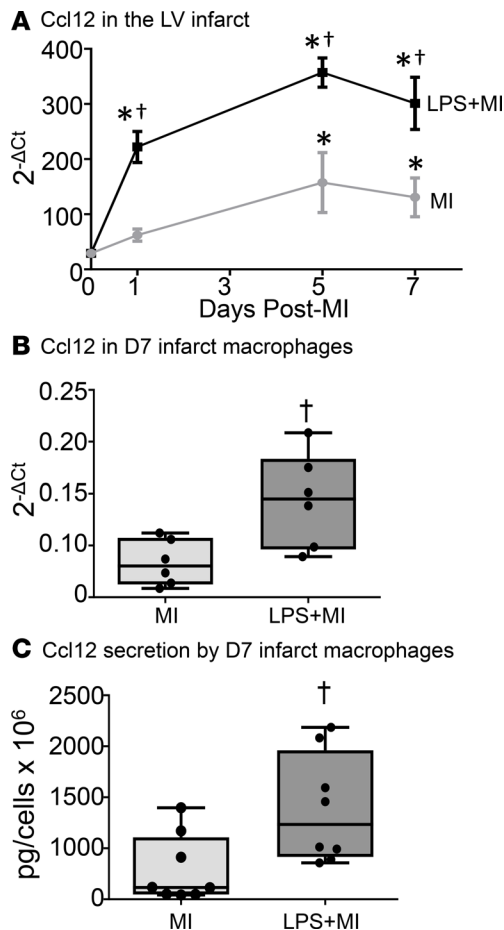 A Ccl12 in the LV infarct
400
300
200
100
0
2-ΔCt
*†
*†
*†
*
*
LPS+MI
MI
0 1 3 5 7
Days Post-MI
B Ccl12 in D7 infarct macrophages
0.25
0.20
0.15
0.10
0
2-ΔCt
†
MI LPS+MI
C Ccl12 secretion by D7 infarct macrophages
2500
2000
1500
1000
0
pg/cells x 10⁶
†
MI LPS+MI